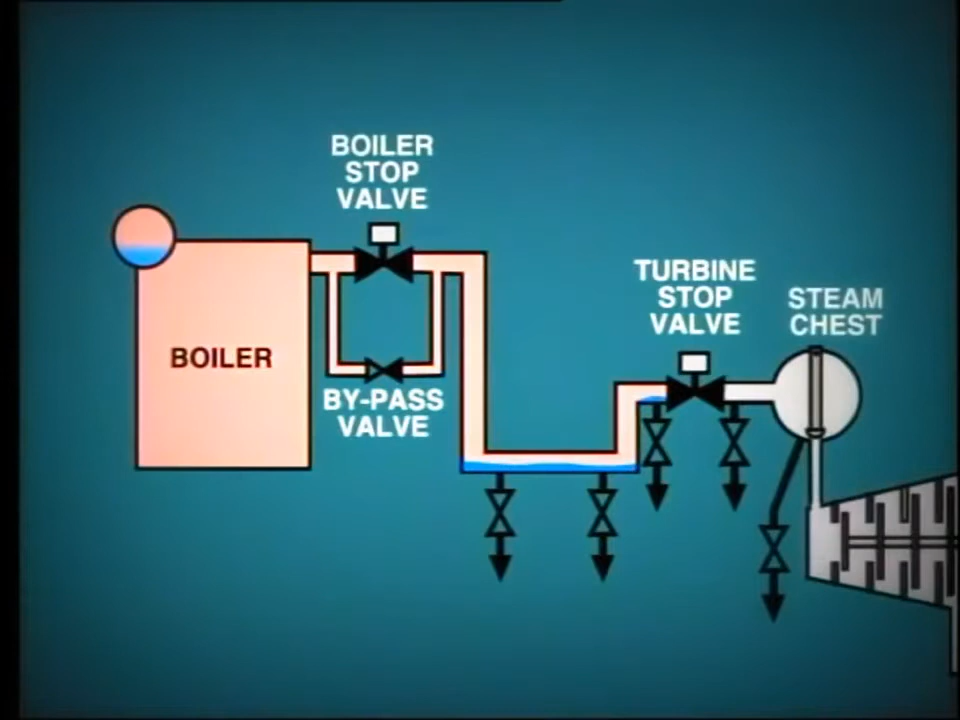 BOILER
STOP
VALVE
TURBINE
STOP
VALVE
STEAM
CHEST
BOILER
BY-PASS
VALVE